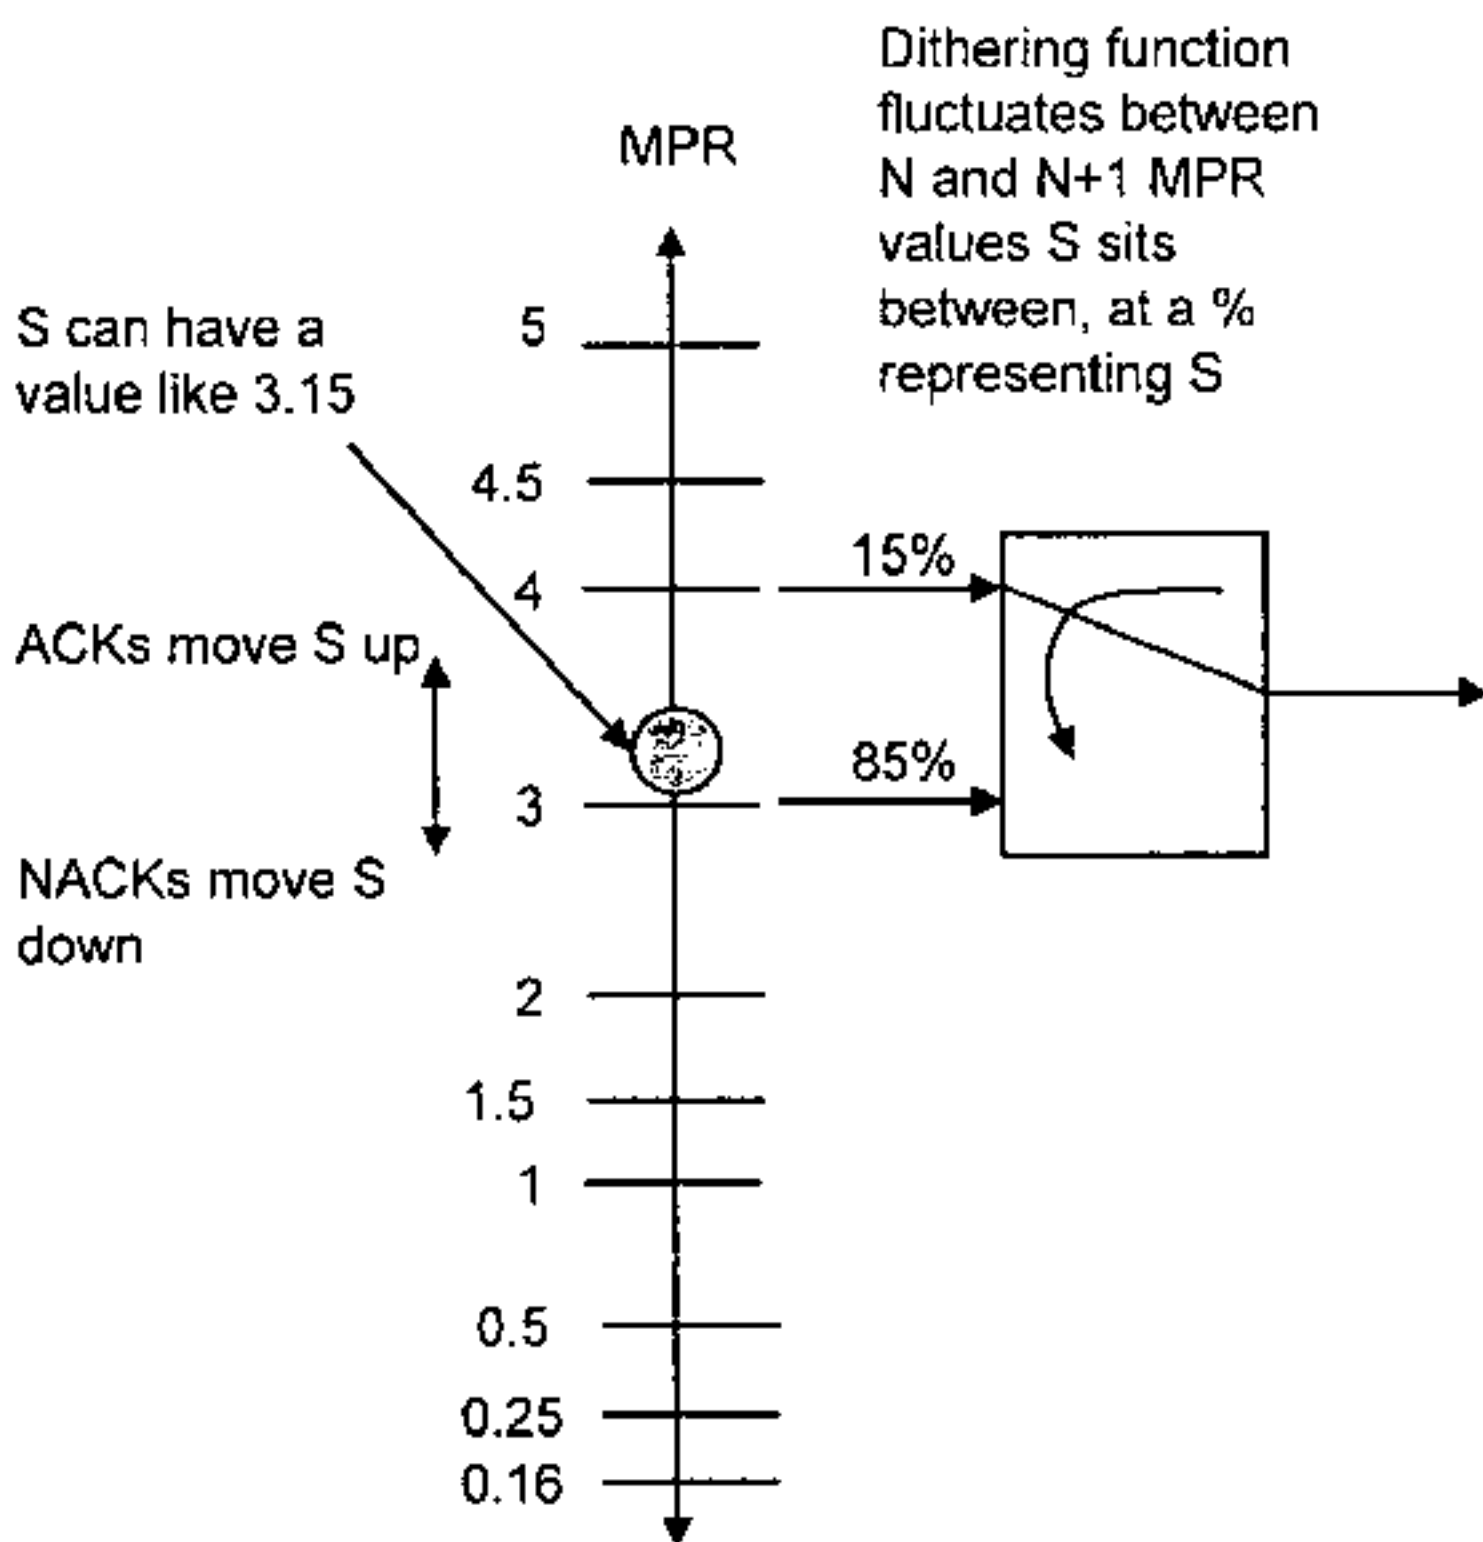 Dithering function
fluctuates between
N and N+1 MPR
values S sits
between, at a %
representing S
MPR
S can have a
value like 3.15
5
4.5
4
15%
ACKs move S up
85%
3
NACKs move S
down
2
1.5
1
0.5
0.25
0.16